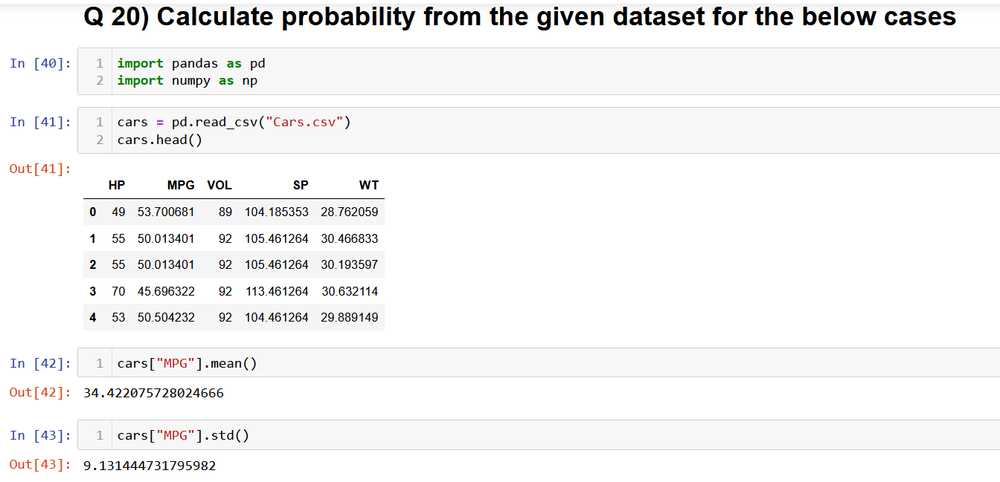 Q 20) Calculate probability from the given dataset for the below cases
In [40]: 1 import pandas as pd
2 import numpy as np
In [41]: 1 cars = pd.read_csv("Cars.csv")
2 cars.head()
Out[41]:
HP MPG VOL SP WT
0 49 53.700681 89 104.185353 28.762059
1 55 50.013401 92 105.461264 30.466833
2 55 50.013401 92 105.461264 30.193597
3 70 45.696322 92 113.461264 30.632114
4 53 50.504232 92 104.461264 29.889149
In [42]: 1 cars["MPG"].mean()
Out[42]: 34.422075728024666
In [43]: 1 cars["MPG"].std()
Out[43]: 9.131444731795982